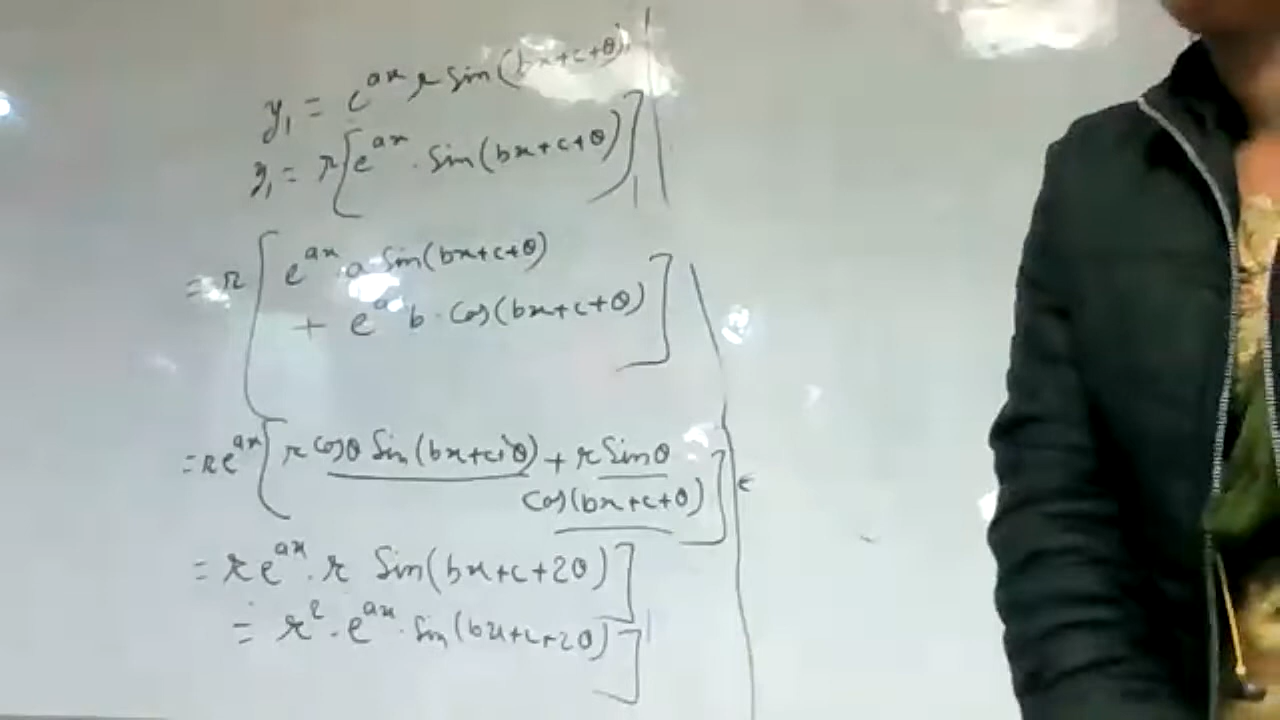 y₁ = e^{ax} r sin(bx+c+θ)
y₁ = r[e^{ax} . sin(bx+c+θ)]
= r[e^{ax} a sin(bx+c+θ)
+ e^{a} b . cos(bx+c+θ)]
= r e^{ax}[r cosθ sin(bx+c+θ) + r sinθ
cos(bx+c+θ)]
= r e^{ax} . r sin(bx+c+2θ)]
= r² . e^{ax} . sin(bx+c+2θ)]